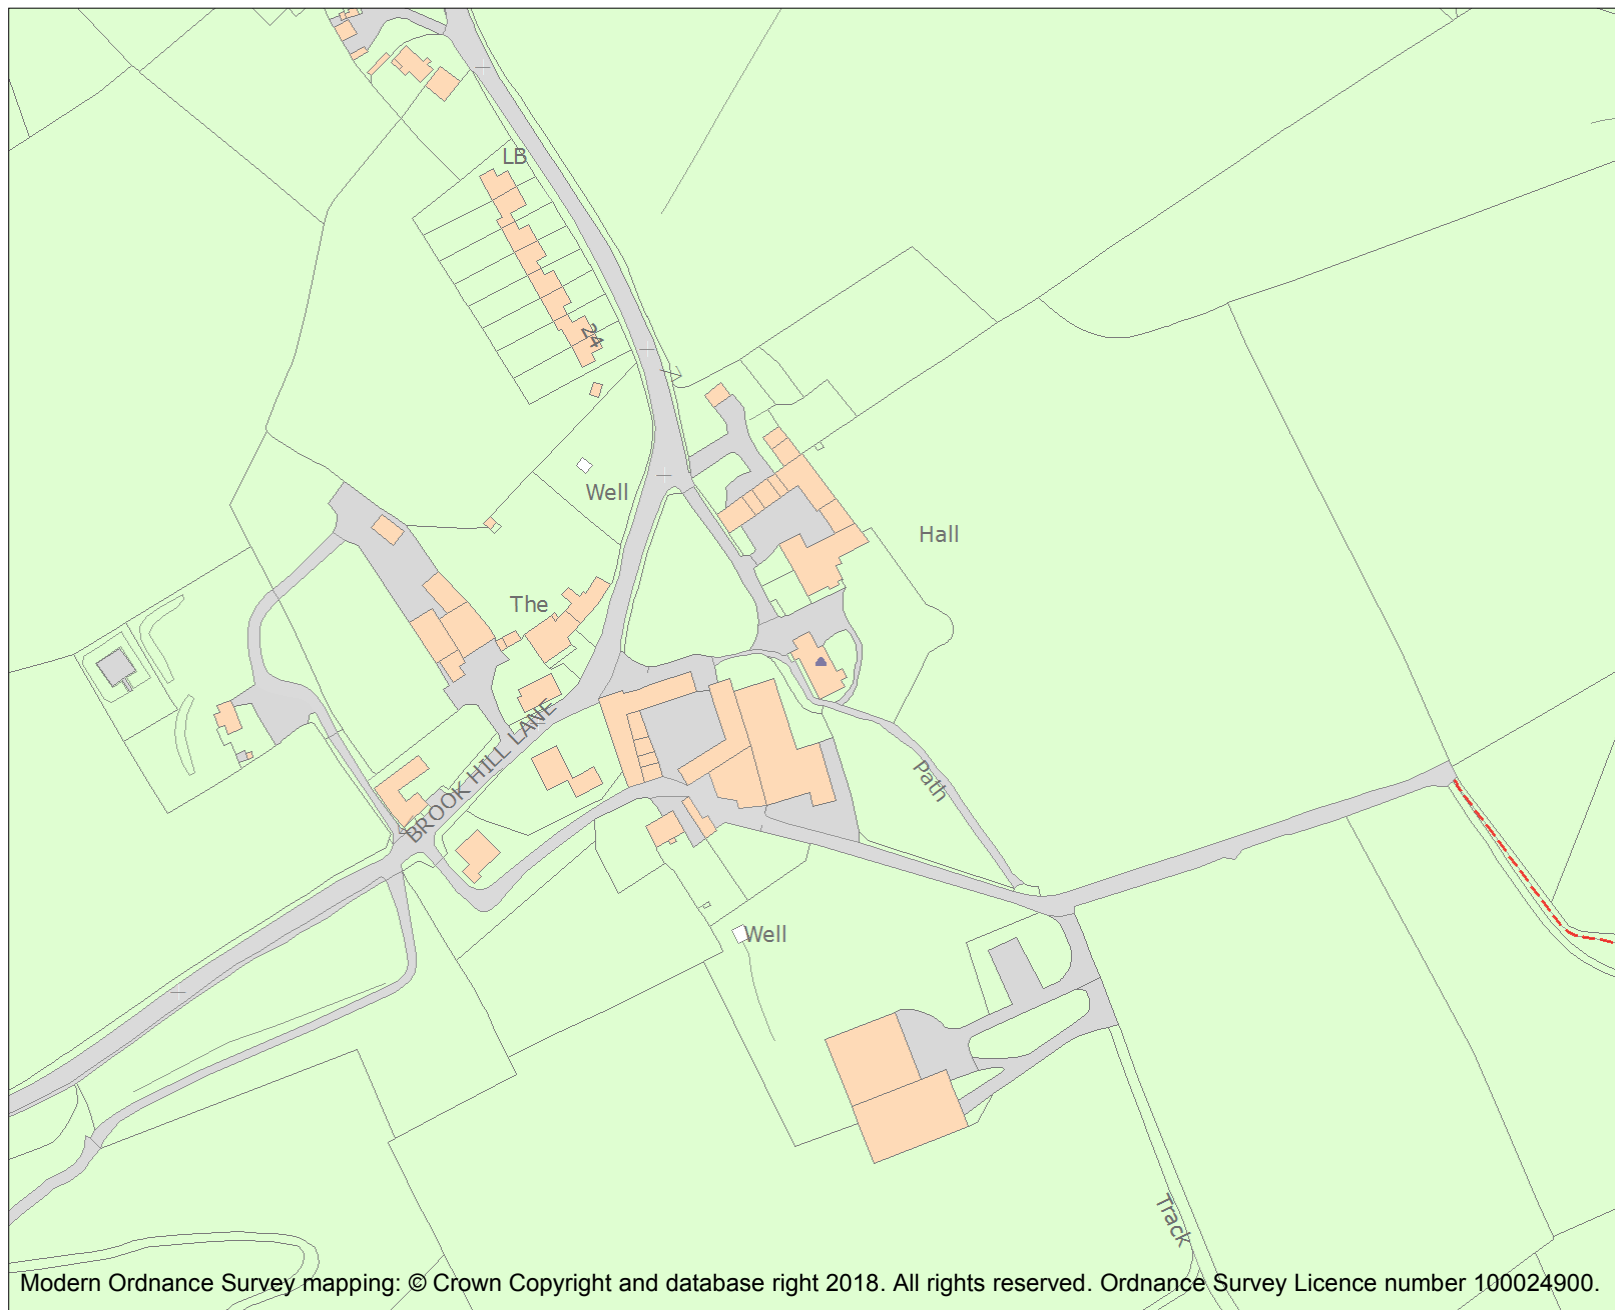 LB
24
7
Well
Hall
The
BROOK HILL LANE
Path
Well
Track
Modern Ordnance Survey mapping: © Crown Copyright and database right 2018. All rights reserved. Ordnance Survey Licence number 100024900.